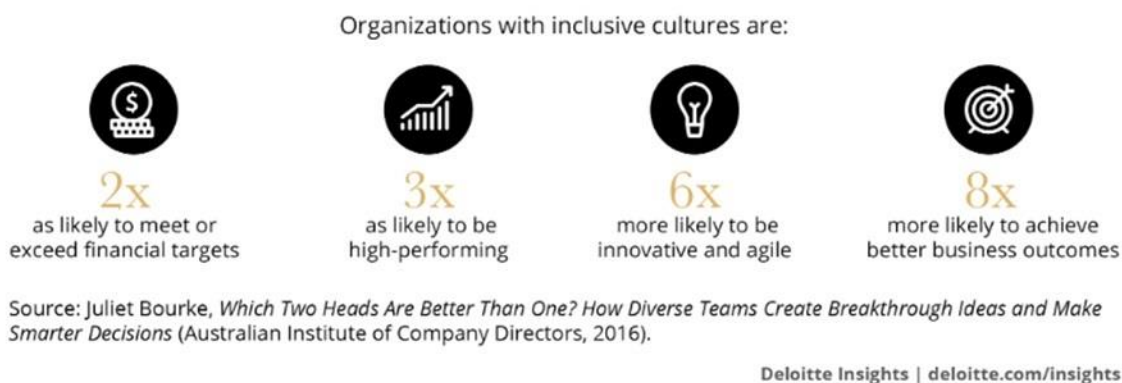 Organizations with inclusive cultures are:
$
2x
as likely to meet or
exceed financial targets
3x
as likely to be
high-performing
6x
more likely to be
innovative and agile
8x
more likely to achieve
better business outcomes
Source: Juliet Bourke, Which Two Heads Are Better Than One? How Diverse Teams Create Breakthrough Ideas and Make
Smarter Decisions (Australian Institute of Company Directors, 2016).
Deloitte Insights | deloitte.com/insights